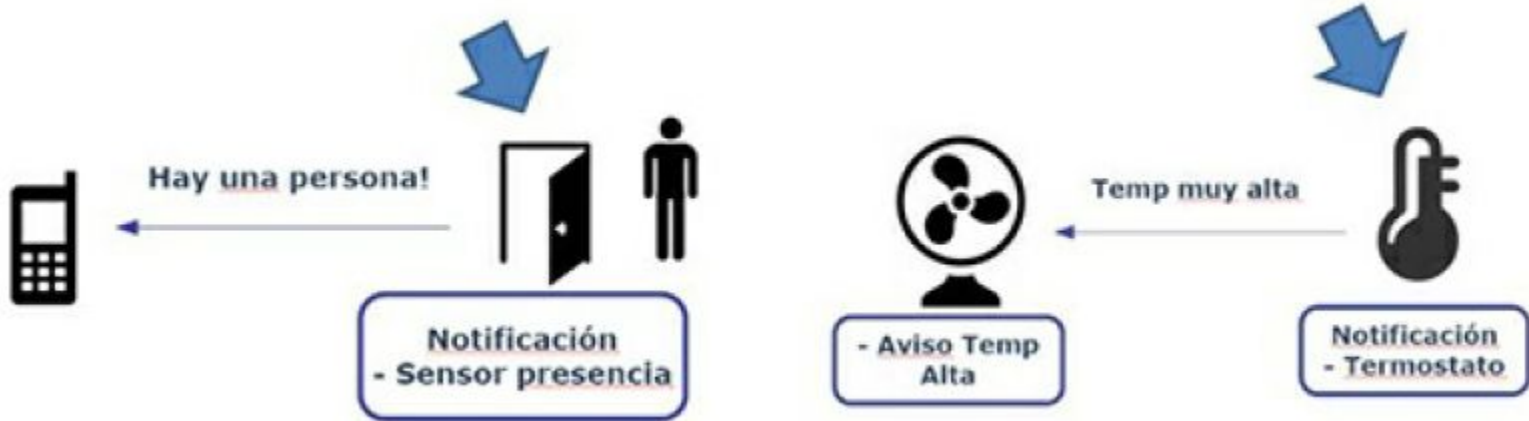 Hay una persona!
Notificación
- Sensor presencia
Temp muy alta
- Aviso Temp
Alta
Notificación
- Termostato